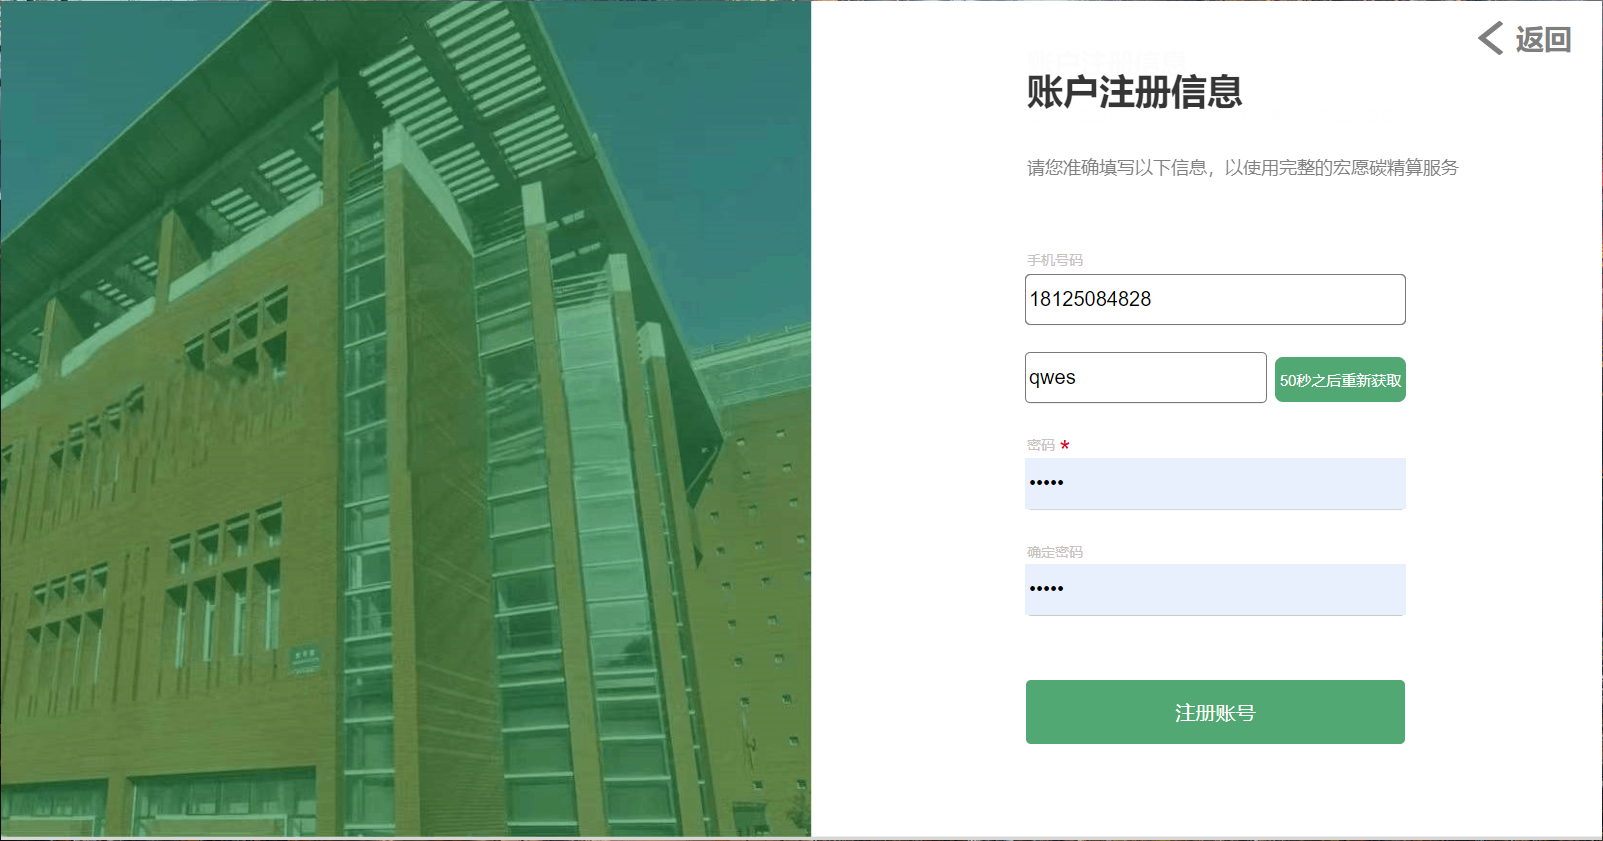 返回
账户注册信息
请您准确填写以下信息，以使用完整的宏愿碳精算服务
手机号码
18125084828
qwes
50秒之后重新获取
密码 *
•••••
确定密码
•••••
注册账号